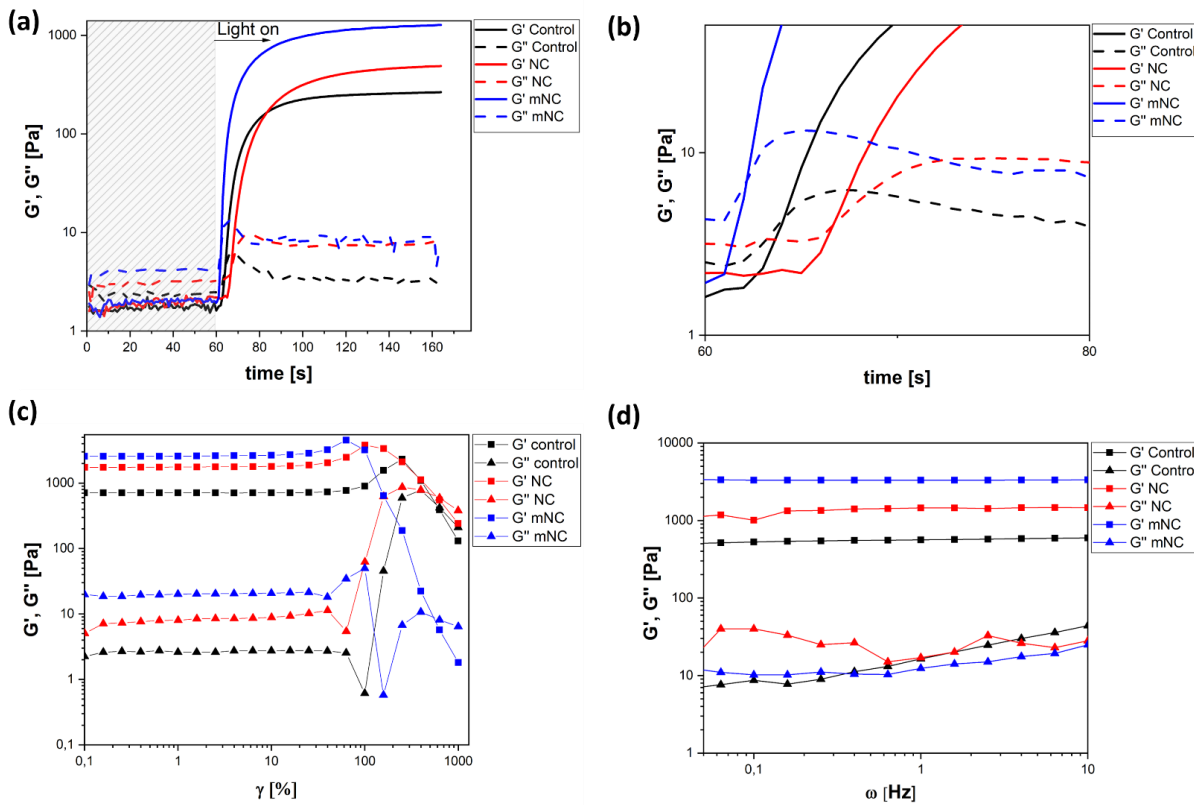 (a)
Light on
1000
100
10
1
0 20 40 60 80 100 120 140 160
G', G'' [Pa]
time [s]
G' Control
G'' Control
G' NC
G'' NC
G' mNC
G'' mNC
(b)
10
1
60 80
G', G'' [Pa]
time [s]
G' Control
G'' Control
G' NC
G'' NC
G' mNC
G'' mNC
(c)
1000
100
10
1
0,1
0,1 1 10 100 1000
G', G'' [Pa]
γ [%]
G' control
G'' control
G' NC
G'' NC
G' mNC
G'' mNC
(d)
10000
1000
100
10
1
0,1 1 10
G', G'' [Pa]
ω [Hz]
G' Control
G'' Control
G' NC
G'' NC
G' mNC
G'' mNC